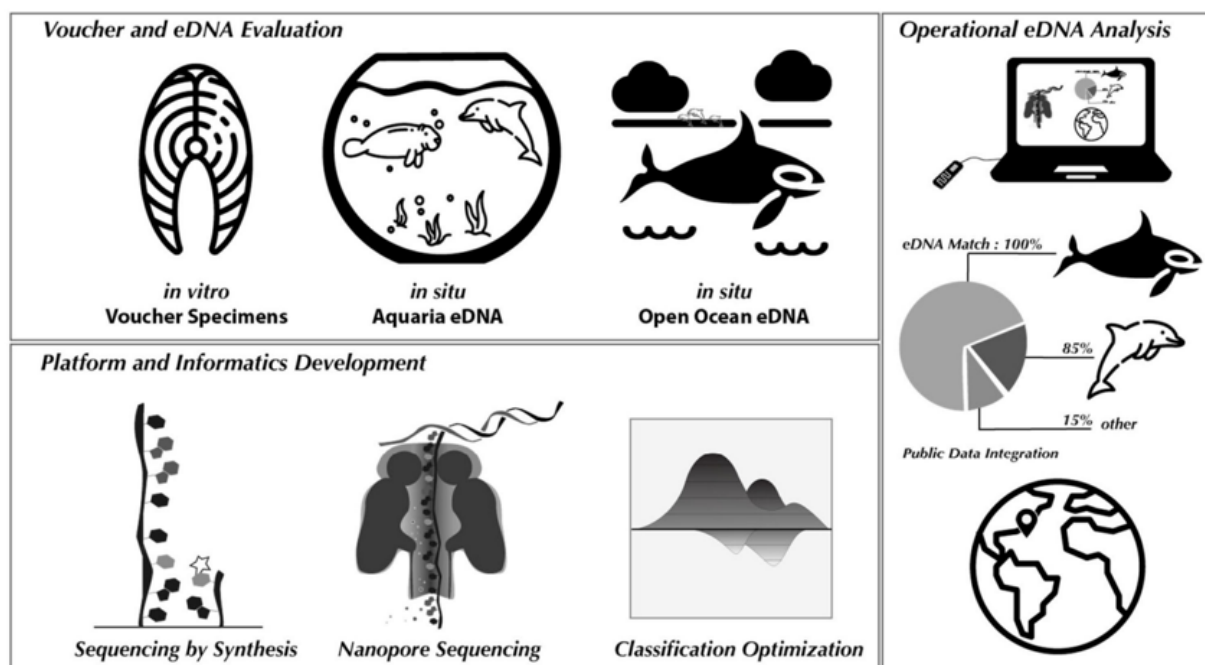 Voucher and eDNA Evaluation
in vitro
Voucher Specimens
in situ
Aquaria eDNA
in situ
Open Ocean eDNA
Platform and Informatics Development
Sequencing by Synthesis
Nanopore Sequencing
Classification Optimization
Operational eDNA Analysis
eDNA Match : 100%
85%
15% other
Public Data Integration